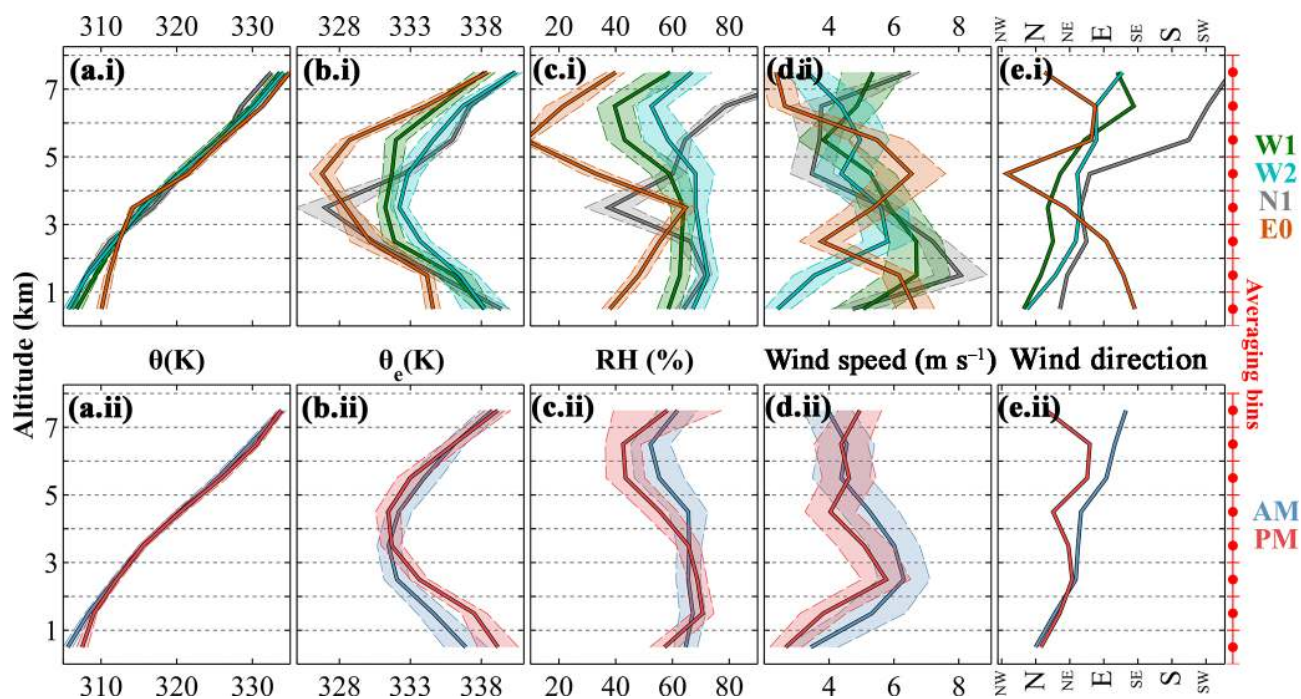 310 320 330 328 333 338 20 40 60 80 4 6 8 NW N NE E SE S SW
(a.i) (b.i) (c.i) (d.ii) (e.i)
7
5
3
1
W1
W2
N1
E0
Altitude (km)
Averaging bins
θ(K) θe(K) RH (%) Wind speed (m s⁻¹) Wind direction
(a.ii) (b.ii) (c.ii) (d.ii) (e.ii)
7
5
3
1
AM
PM
310 320 330 328 333 338 20 40 60 80 4 6 8 NW N NE E SE S SW